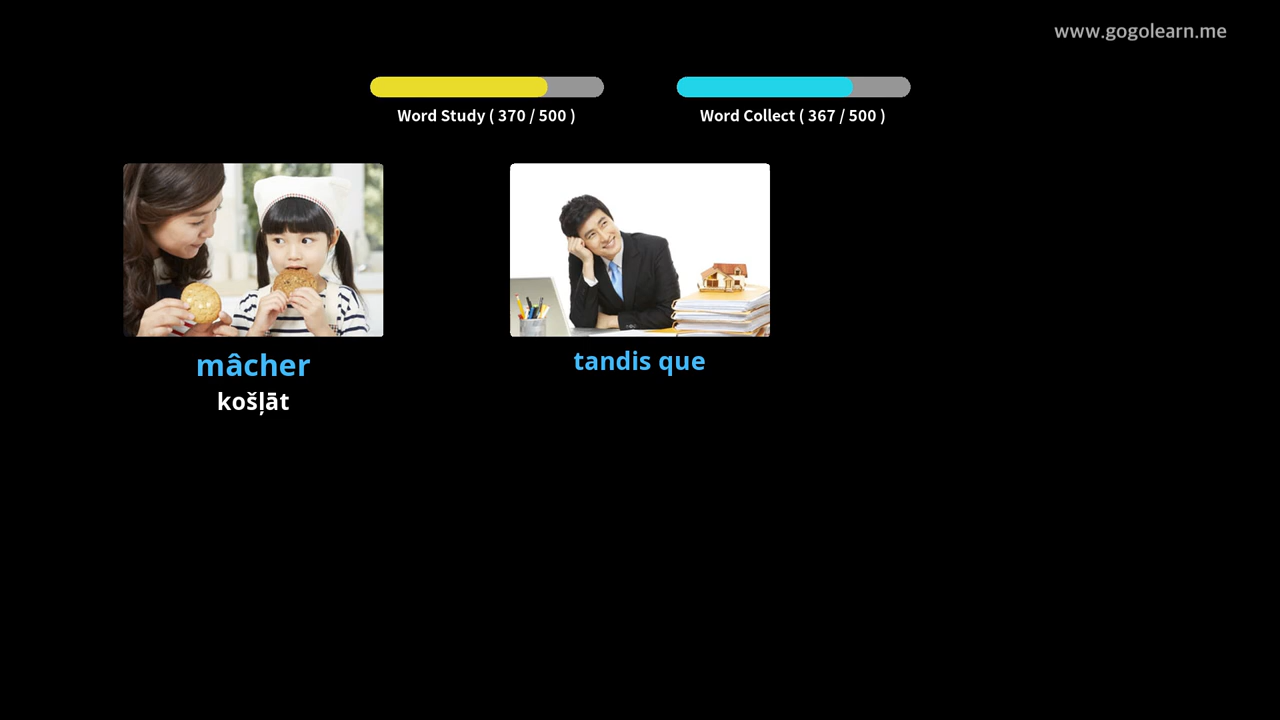 www.gogolearn.me
Word Study ( 370 / 500 )
Word Collect ( 367 / 500 )
mâcher
košļāt
tandis que